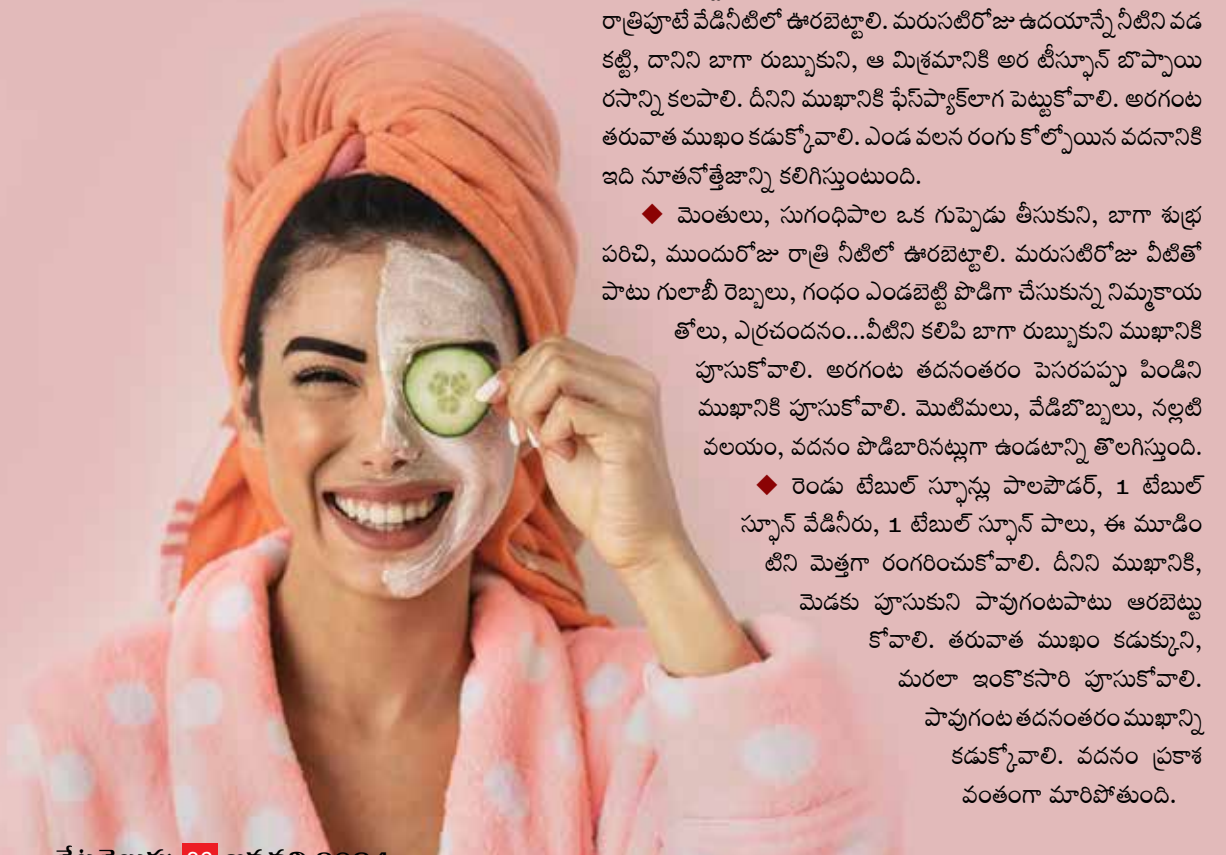 రాత్రిపూటే వేడినీటిలో ఊరబెట్టాలి. మరుసటిరోజు ఉదయాన్నే నీటిని వడ
కట్టి, దానిని బాగా రుబ్బుకుని, ఆ మిశ్రమానికి అర టీస్పూన్ బొప్పాయి
రసాన్ని కలపాలి. దీనిని ముఖానికి ఫేస్‌ప్యాక్‌లాగ పెట్టుకోవాలి. అరగంట
తరువాత ముఖం కడుక్కోవాలి. ఎండ వలన రంగు కోల్పోయిన వదనానికి
ఇది నూతనోత్తేజాన్ని కలిగిస్తుంటుంది.
◆ మెంతులు, సుగంధిపాల ఒక గుప్పెడు తీసుకుని, బాగా శుభ్ర
పరిచి, ముందురోజు రాత్రి నీటిలో ఊరబెట్టాలి. మరుసటిరోజు వీటితో
పాటు గులాబీ రెబ్బలు, గంధం ఎండబెట్టి పొడిగా చేసుకున్న నిమ్మకాయ
తోలు, ఎర్రచందనం...వీటిని కలిపి బాగా రుబ్బుకుని ముఖానికి
పూసుకోవాలి. అరగంట తదనంతరం పెసరపప్పు పిండిని
ముఖానికి పూసుకోవాలి. మొటిమలు, వేడిబొబ్బలు, నల్లటి
వలయం, వదనం పొడిబారినట్లుగా ఉండటాన్ని తొలగిస్తుంది.
◆ రెండు టేబుల్ స్పూన్లు పాలపౌడర్, 1 టేబుల్
స్పూన్ వేడినీరు, 1 టేబుల్ స్పూన్ పాలు, ఈ మూడిం
టిని మెత్తగా రంగరించుకోవాలి. దీనిని ముఖానికి,
మెడకు పూసుకుని పావుగంటపాటు ఆరబెట్టు
కోవాలి. తరువాత ముఖం కడుక్కుని,
మరలా ఇంకొకసారి పూసుకోవాలి.
పావుగంట తదనంతరం ముఖాన్ని
కడుక్కోవాలి. వదనం ప్రకాశ
వంతంగా మారిపోతుంది.